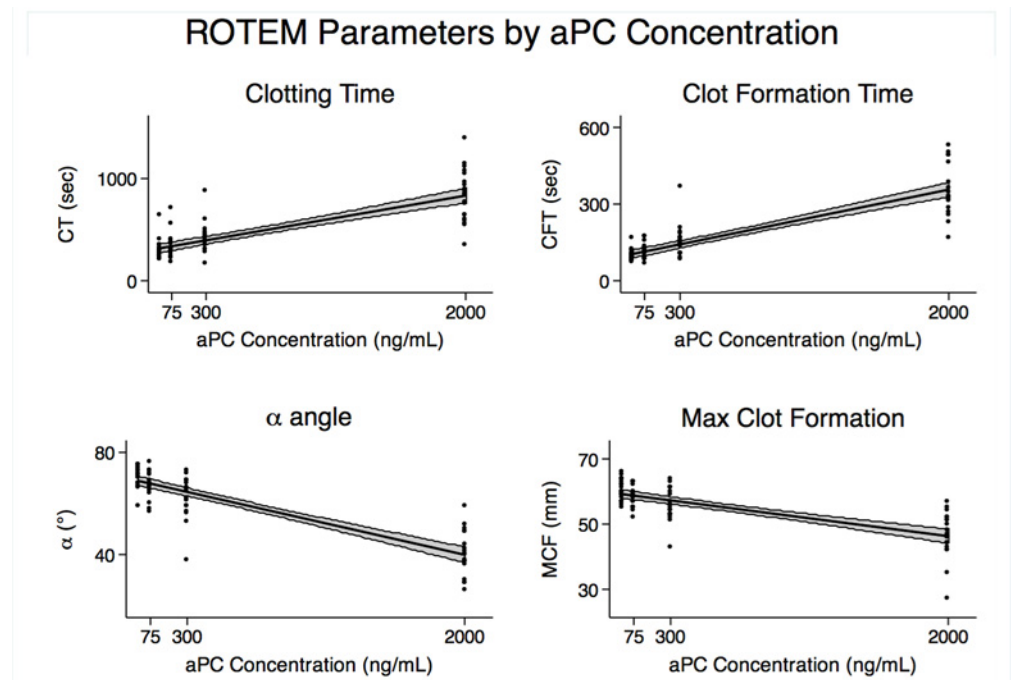 ROTEM Parameters by aPC Concentration
Clotting Time
CT (sec)
1000
0
75 300 2000
aPC Concentration (ng/mL)
Clot Formation Time
CFT (sec)
600
300
0
75 300 2000
aPC Concentration (ng/mL)
α angle
α (°)
80
40
75 300 2000
aPC Concentration (ng/mL)
Max Clot Formation
MCF (mm)
70
50
30
75 300 2000
aPC Concentration (ng/mL)